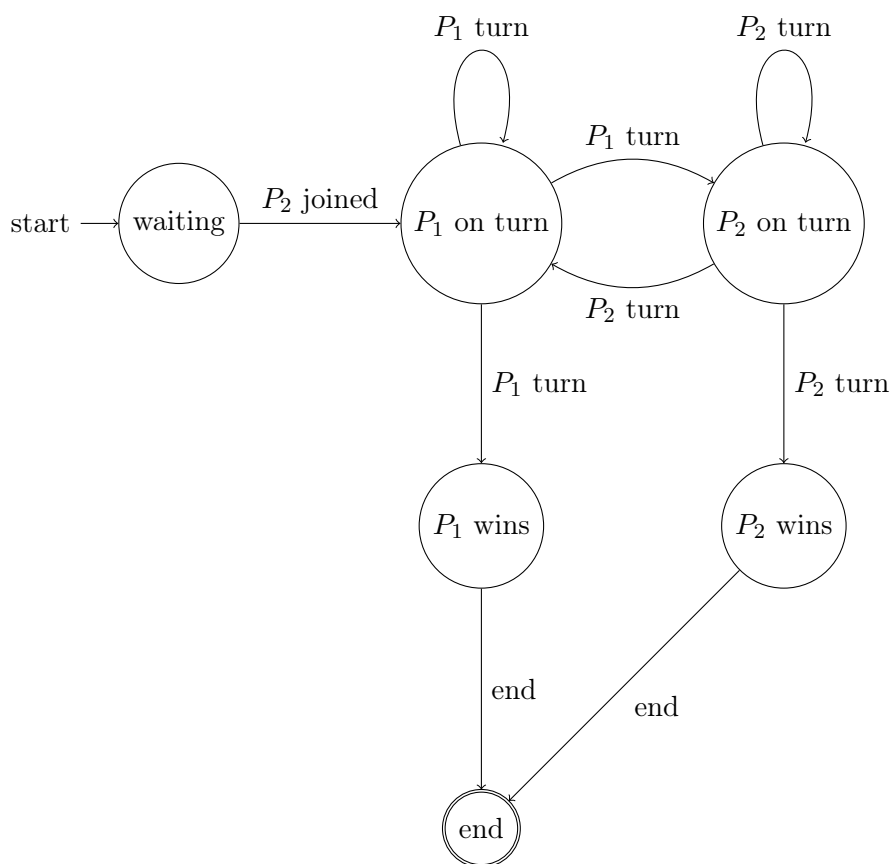 P₁ turn
P₂ turn
P₁ turn
start
waiting
P₂ joined
P₁ on turn
P₂ on turn
P₂ turn
P₁ turn
P₂ turn
P₁ wins
P₂ wins
end
end
end